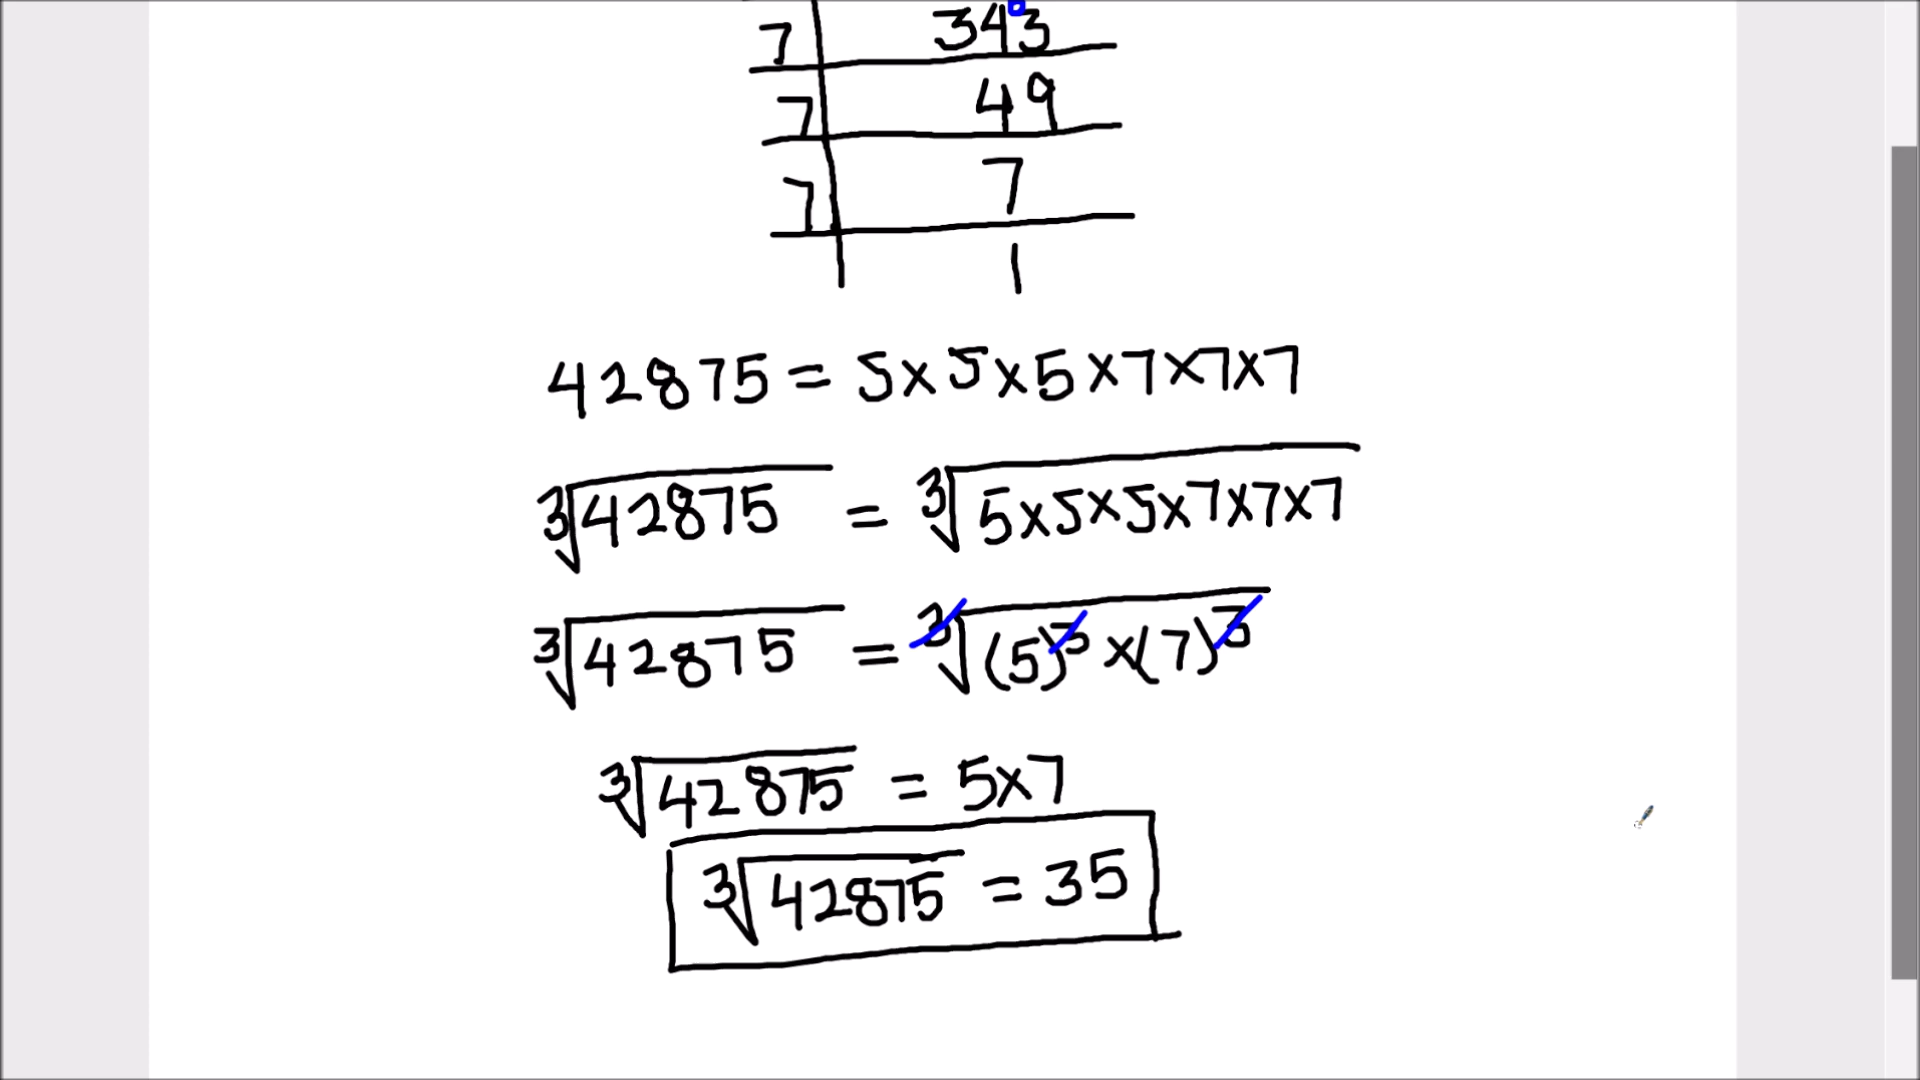 7 | 343
7 | 49
7 | 7
1
42875 = 5×5×5×7×7×7
∛42875 = ∛5×5×5×7×7×7
∛42875 = ∛(5)³×(7)³
∛42875 = 5×7
∛42875 = 35